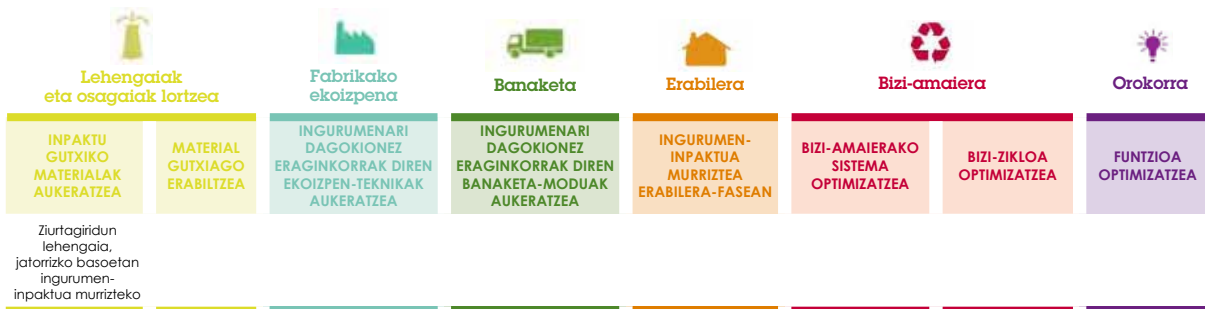 Lehengaiak
eta osagaiak lortzea
Fabrikako
ekoizpena
Banaketa
Erabilera
Bizi-amaiera
Orokorra
INPAKTU
GUTXIKO
MATERIALAK
AUKERATZEA
MATERIAL
GUTXIAGO
ERABILTZEA
INGURUMENARI
DAGOKIONEZ
ERAGINKORRAK DIREN
EKOIZPEN-TEKNIKAK
AUKERATZEA
INGURUMENARI
DAGOKIONEZ
ERAGINKORRAK DIREN
BANAKETA-MODUAK
AUKERATZEA
INGURUMEN-
INPAKTUA
MURRIZTEA
ERABILERA-FASEAN
BIZI-AMAIERAKO
SISTEMA
OPTIMIZATZEA
BIZI-ZIKLOA
OPTIMIZATZEA
FUNTZIOA
OPTIMIZATZEA
Ziurtagiridun
lehengaia,
jatorrizko basoetan
ingurumen-
inpaktua murrizteko